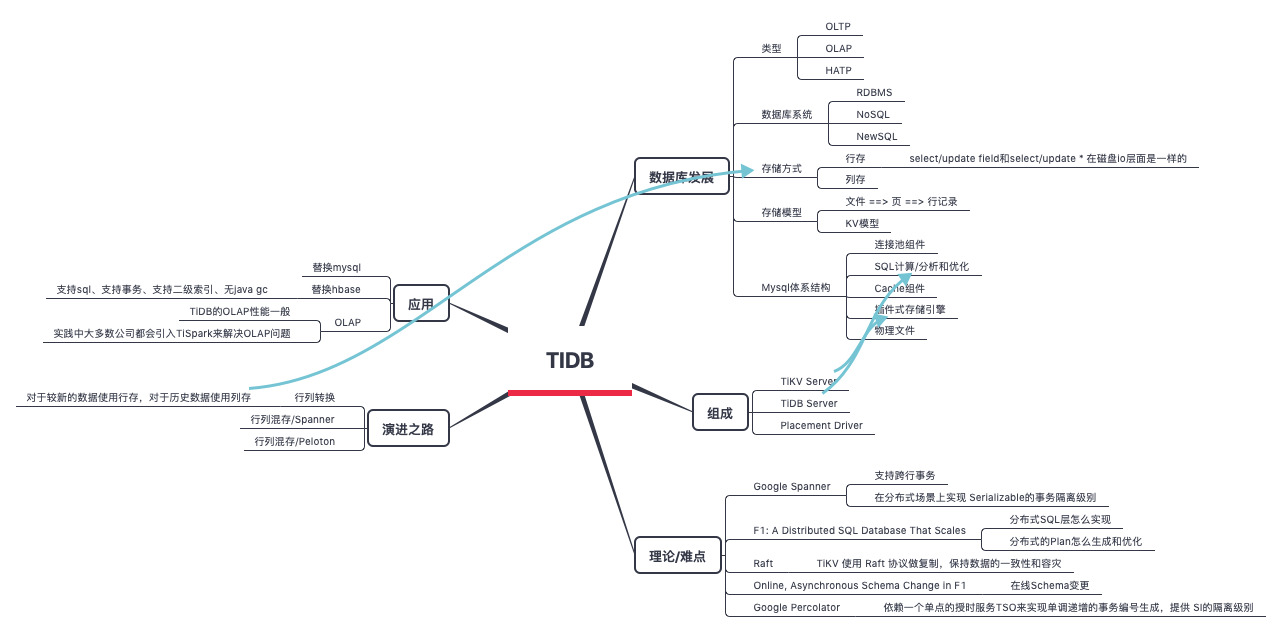 TIDB
数据库发展
类型
OLTP
OLAP
HATP
数据库系统
RDBMS
NoSQL
NewSQL
存储方式
行存
select/update field和select/update * 在磁盘io层面是一样的
列存
存储模型
文件 ==> 页 ==> 行记录
KV模型
Mysql体系结构
连接池组件
SQL计算/分析和优化
Cache组件
插件式存储引擎
物理文件
组成
TiKV Server
TiDB Server
Placement Driver
理论/难点
Google Spanner
支持跨行事务
在分布式场景上实现 Serializable的事务隔离级别
F1: A Distributed SQL Database That Scales
分布式SQL层怎么实现
分布式的Plan怎么生成和优化
Raft
TiKV 使用 Raft 协议做复制，保持数据的一致性和容灾
Online, Asynchronous Schema Change in F1
在线Schema变更
Google Percolator
依赖一个单点的授时服务TSO来实现单调递增的事务编号生成，提供 SI的隔离级别
应用
替换mysql
替换hbase
支持sql、支持事务、支持二级索引、无java gc
OLAP
TiDB的OLAP性能一般
实践中大多数公司都会引入TiSpark来解决OLAP问题
演进之路
行列转换
对于较新的数据使用行存，对于历史数据使用列存
行列混存/Spanner
行列混存/Peloton